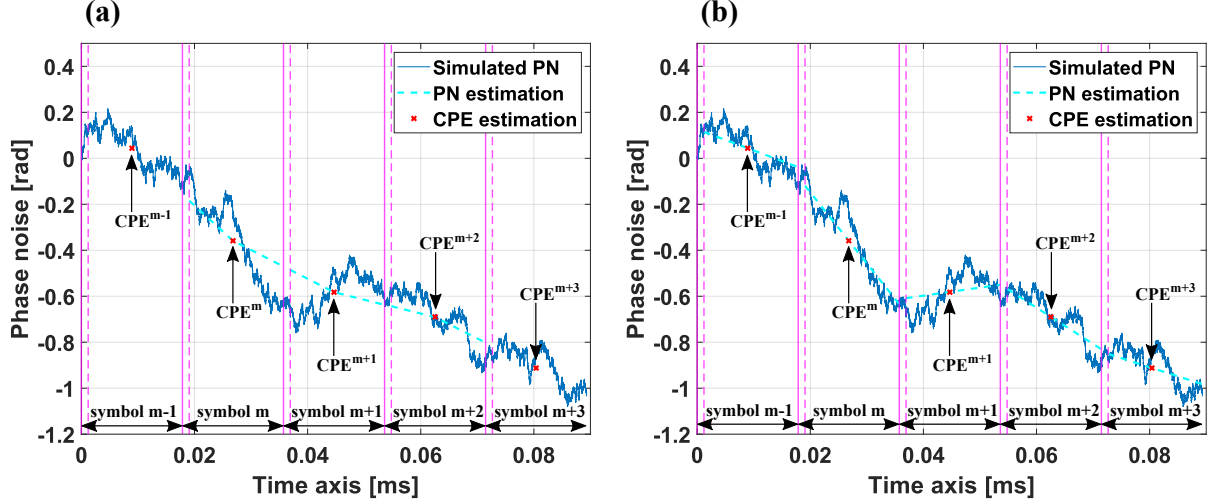 (a)
0.4
0.2
0
-0.2
-0.4
-0.6
-0.8
-1
-1.2
Phase noise [rad]
Simulated PN
PN estimation
CPE estimation
CPE^{m-1}
CPE^{m}
CPE^{m+1}
CPE^{m+2}
CPE^{m+3}
symbol m-1
symbol m
symbol m+1
symbol m+2
symbol m+3
0
0.02
0.04
0.06
0.08
Time axis [ms]
(b)
0.4
0.2
0
-0.2
-0.4
-0.6
-0.8
-1
-1.2
Phase noise [rad]
Simulated PN
PN estimation
CPE estimation
CPE^{m-1}
CPE^{m}
CPE^{m+1}
CPE^{m+2}
CPE^{m+3}
symbol m-1
symbol m
symbol m+1
symbol m+2
symbol m+3
0
0.02
0.04
0.06
0.08
Time axis [ms]